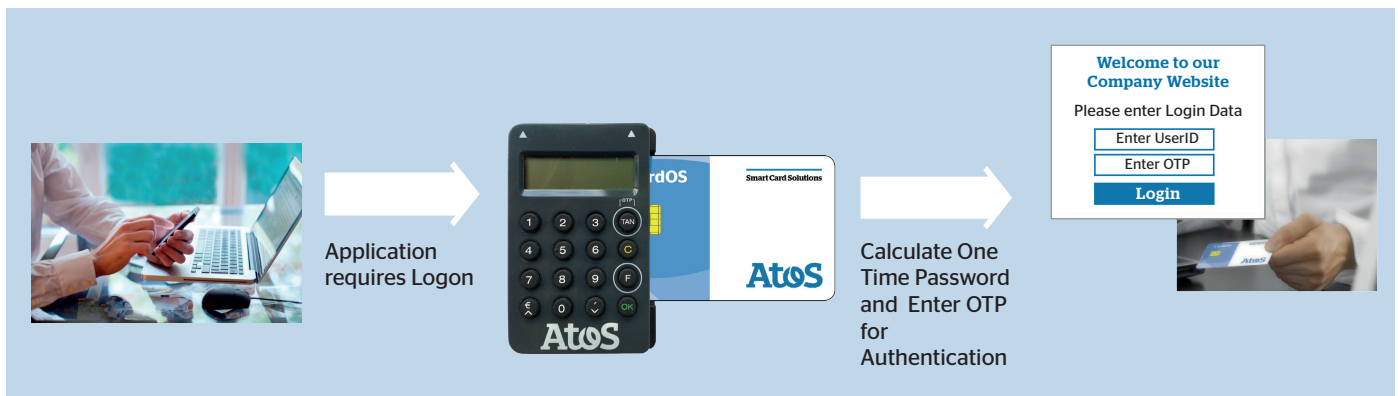 Application
requires Logon
[OTP]
1 2 3 TAN
4 5 6 C
7 8 9 F
€ 0 OK
Atos
rdOS
Smart Card Solutions
Atos
Calculate One
Time Password
and Enter OTP
for
Authentication
Welcome to our
Company Website
Please enter Login Data
Enter UserID
Enter OTP
Login